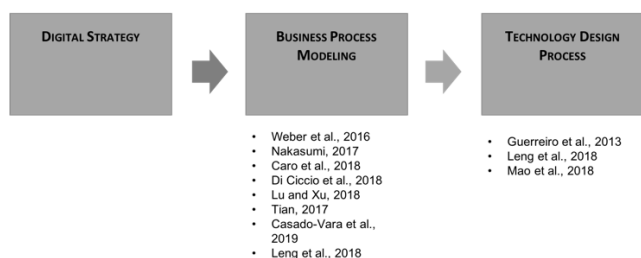 DIGITAL STRATEGY
BUSINESS PROCESS
MODELING
TECHNOLOGY DESIGN
PROCESS
• Weber et al., 2016
• Nakasumi, 2017
• Caro et al., 2018
• Di Ciccio et al., 2018
• Lu and Xu, 2018
• Tian, 2017
• Casado-Vara et al.,
2019
• Leng et al., 2018
• Guerreiro et al., 2013
• Leng et al., 2018
• Mao et al., 2018